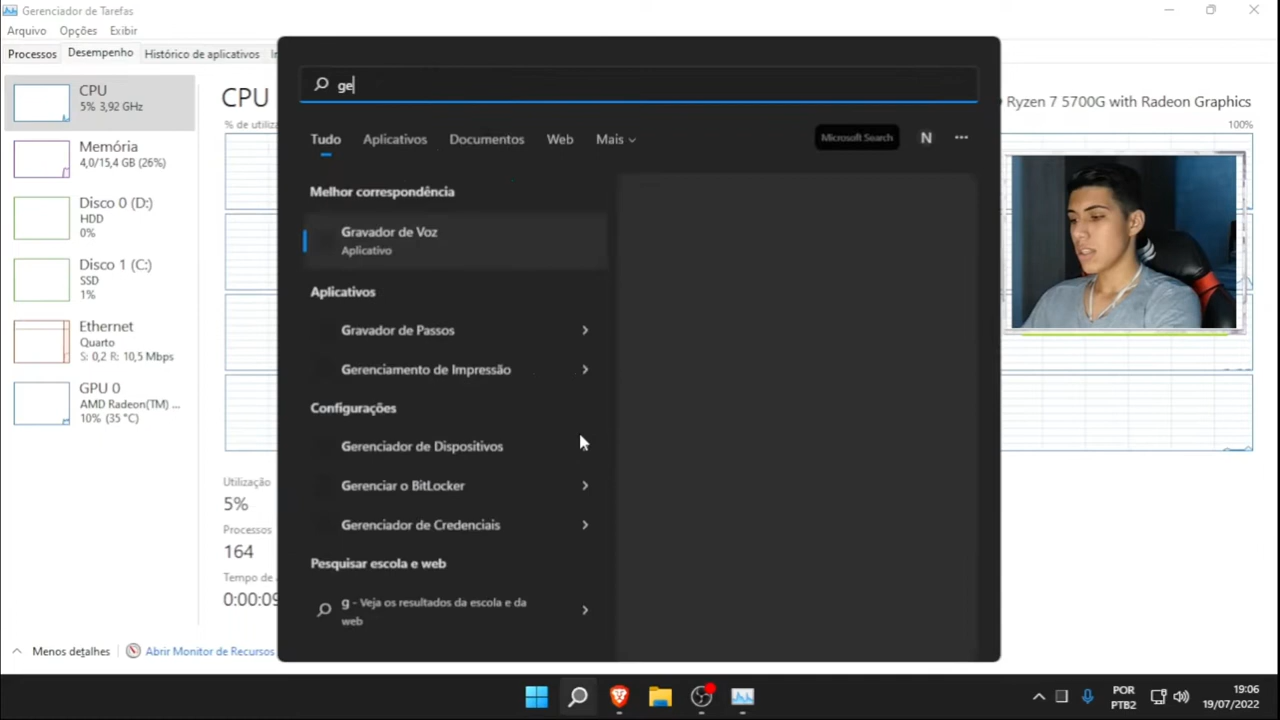 Gerenciador de Tarefas
Arquivo Opções Exibir
Processos Desempenho Histórico de aplicativos
CPU
5% 3,92 GHz
Memória
4,0/15,4 GB (26%)
Disco 0 (D:)
HDD
0%
Disco 1 (C:)
SSD
1%
Ethernet
Quarto
S: 0,2 R: 10,5 Mbps
GPU 0
AMD Radeon(TM) ...
10% (35 °C)
CPU
Ryzen 7 5700G with Radeon Graphics
% de utiliza
100%
Utilização
5%
Processos
164
Tempo de
0:00:09
Menos detalhes
Abrir Monitor de Recursos
ge
Tudo Aplicativos Documentos Web Mais
Microsoft Search
N
...
Melhor correspondência
Gravador de Voz
Aplicativo
Aplicativos
Gravador de Passos
Gerenciamento de Impressão
Configurações
Gerenciador de Dispositivos
Gerenciar o BitLocker
Gerenciador de Credenciais
Pesquisar escola e web
g - Veja os resultados da escola e da
web
POR
PTB2
19:06
19/07/2022